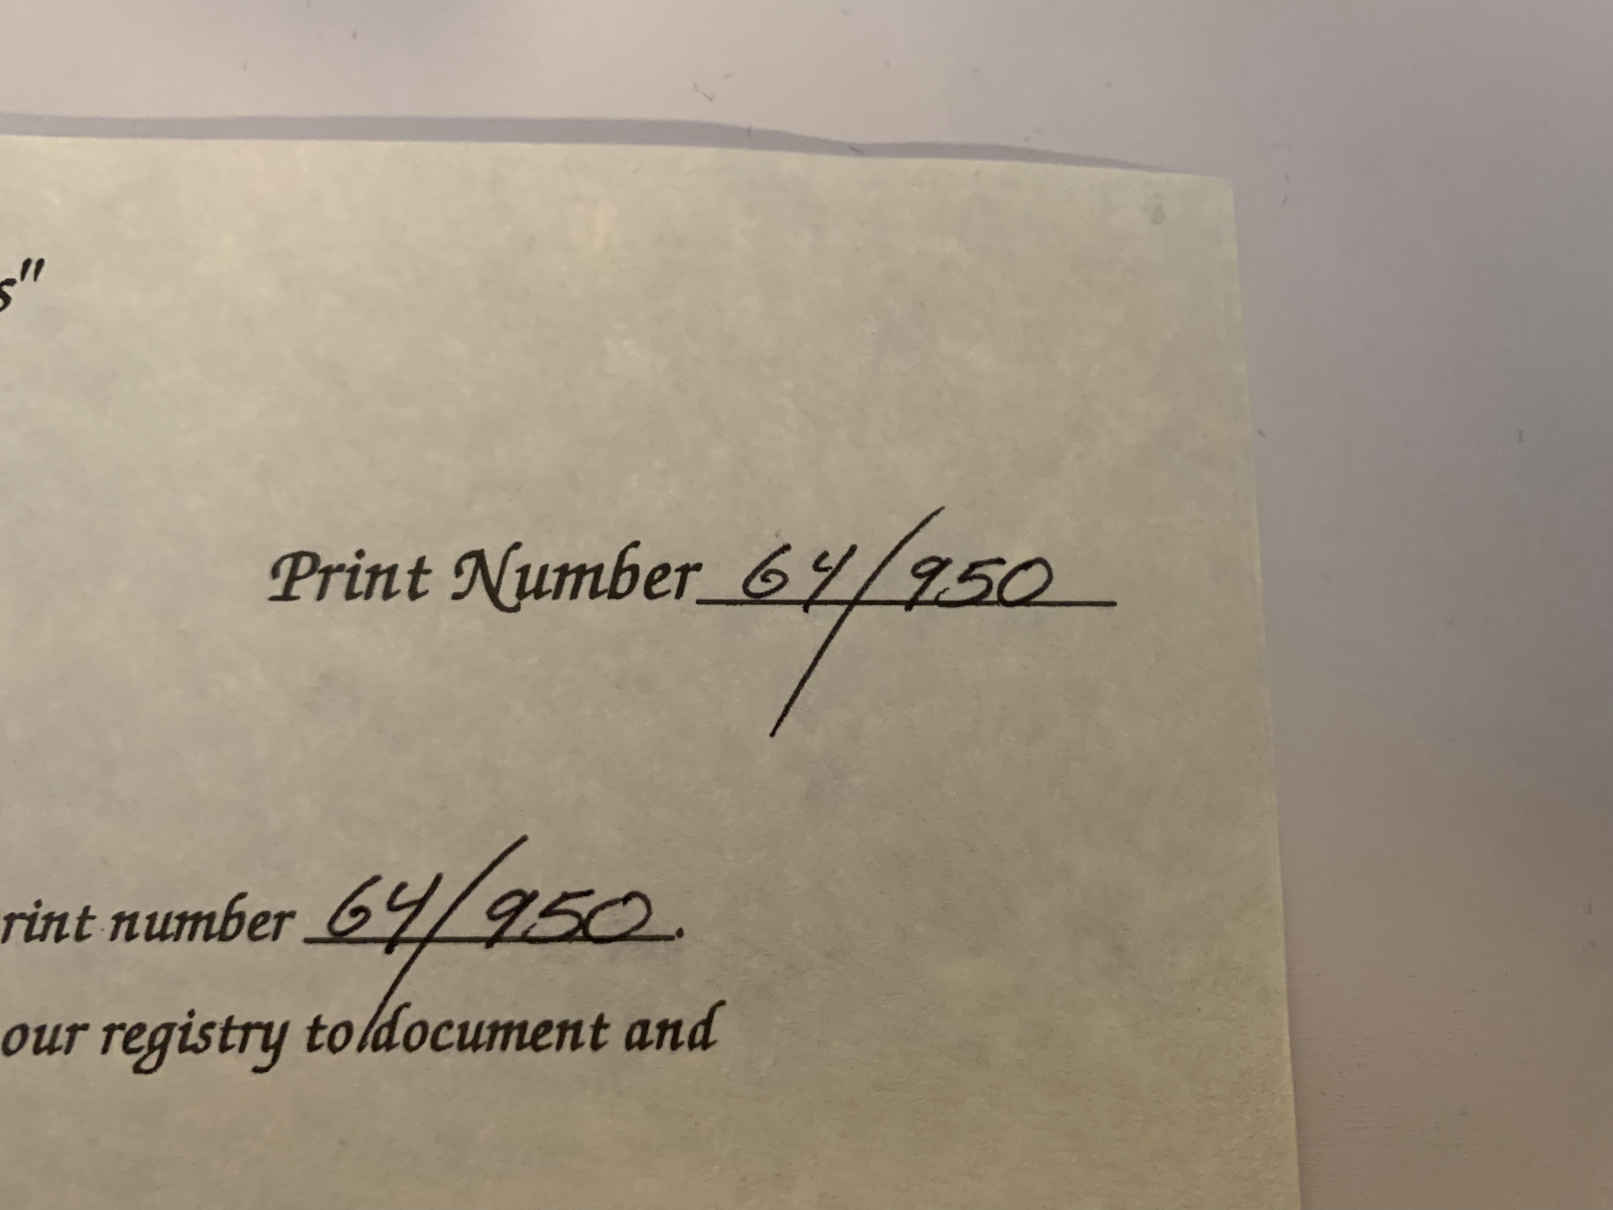 s"
Print Number 64/950
rint number 64/950.
our registry to document and